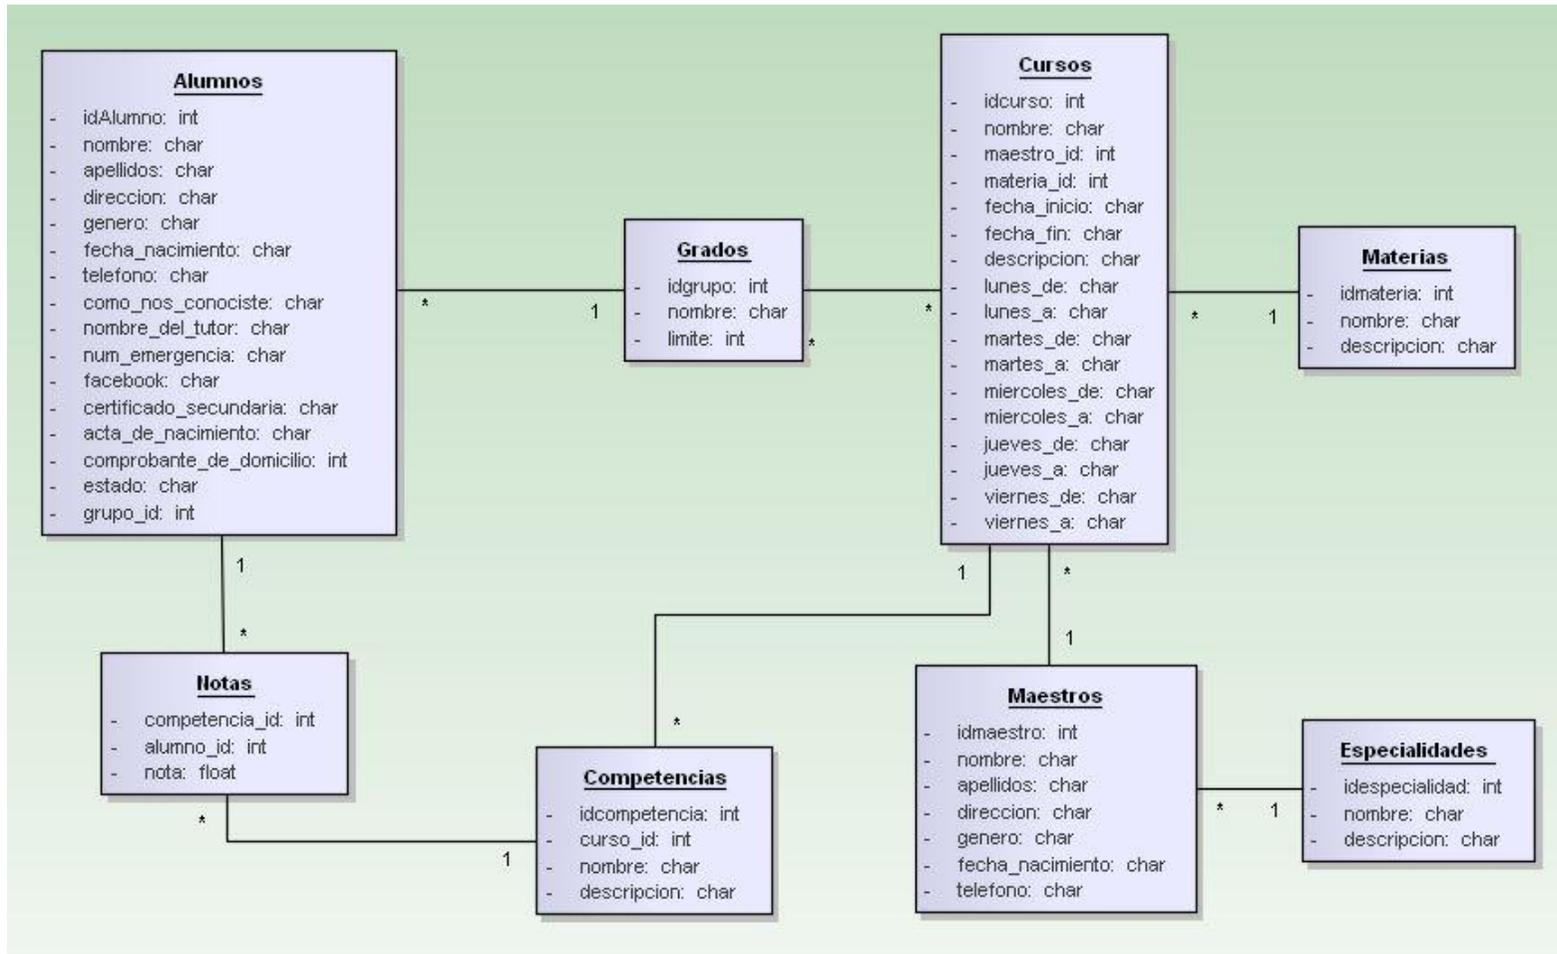 Alumnos
- idAlumno: int
- nombre: char
- apellidos: char
- direccion: char
- genero: char
- fecha_nacimiento: char
- telefono: char
- como_nos_conociste: char
- nombre_del_tutor: char
- num_emergencia: char
- facebook: char
- certificado_secundaria: char
- acta_de_nacimiento: char
- comprobante_de_domicilio: int
- estado: char
- grupo_id: int
* 1
Grados
- idgrupo: int
- nombre: char
- limite: int
* *
Cursos
- idcurso: int
- nombre: char
- maestro_id: int
- materia_id: int
- fecha_inicio: char
- fecha_fin: char
- descripcion: char
- lunes_de: char
- lunes_a: char
- martes_de: char
- martes_a: char
- miercoles_de: char
- miercoles_a: char
- jueves_de: char
- jueves_a: char
- viernes_de: char
- viernes_a: char
* 1
Materias
- idmateria: int
- nombre: char
- descripcion: char
1
*
Notas
- competencia_id: int
- alumno_id: int
- nota: float
* 1
1
*
Competencias
- idcompetencia: int
- curso_id: int
- nombre: char
- descripcion: char
*
1
Maestros
- idmaestro: int
- nombre: char
- apellidos: char
- direccion: char
- genero: char
- fecha_nacimiento: char
- telefono: char
* 1
Especialidades
- idespecialidad: int
- nombre: char
- descripcion: char